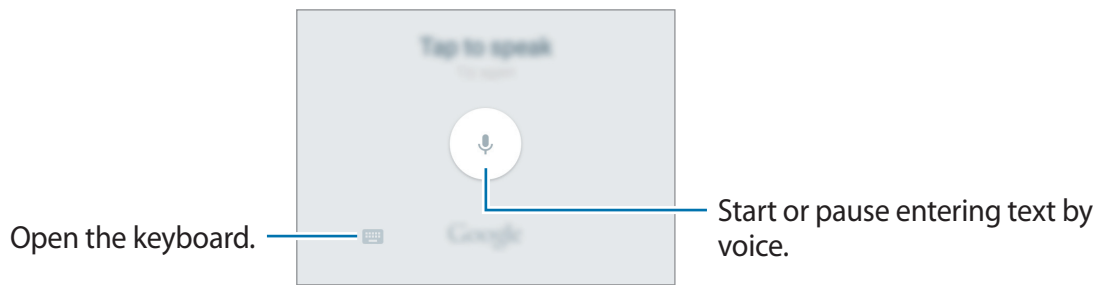 Tap to speak
Google
Start or pause entering text by
voice.
Open the keyboard.